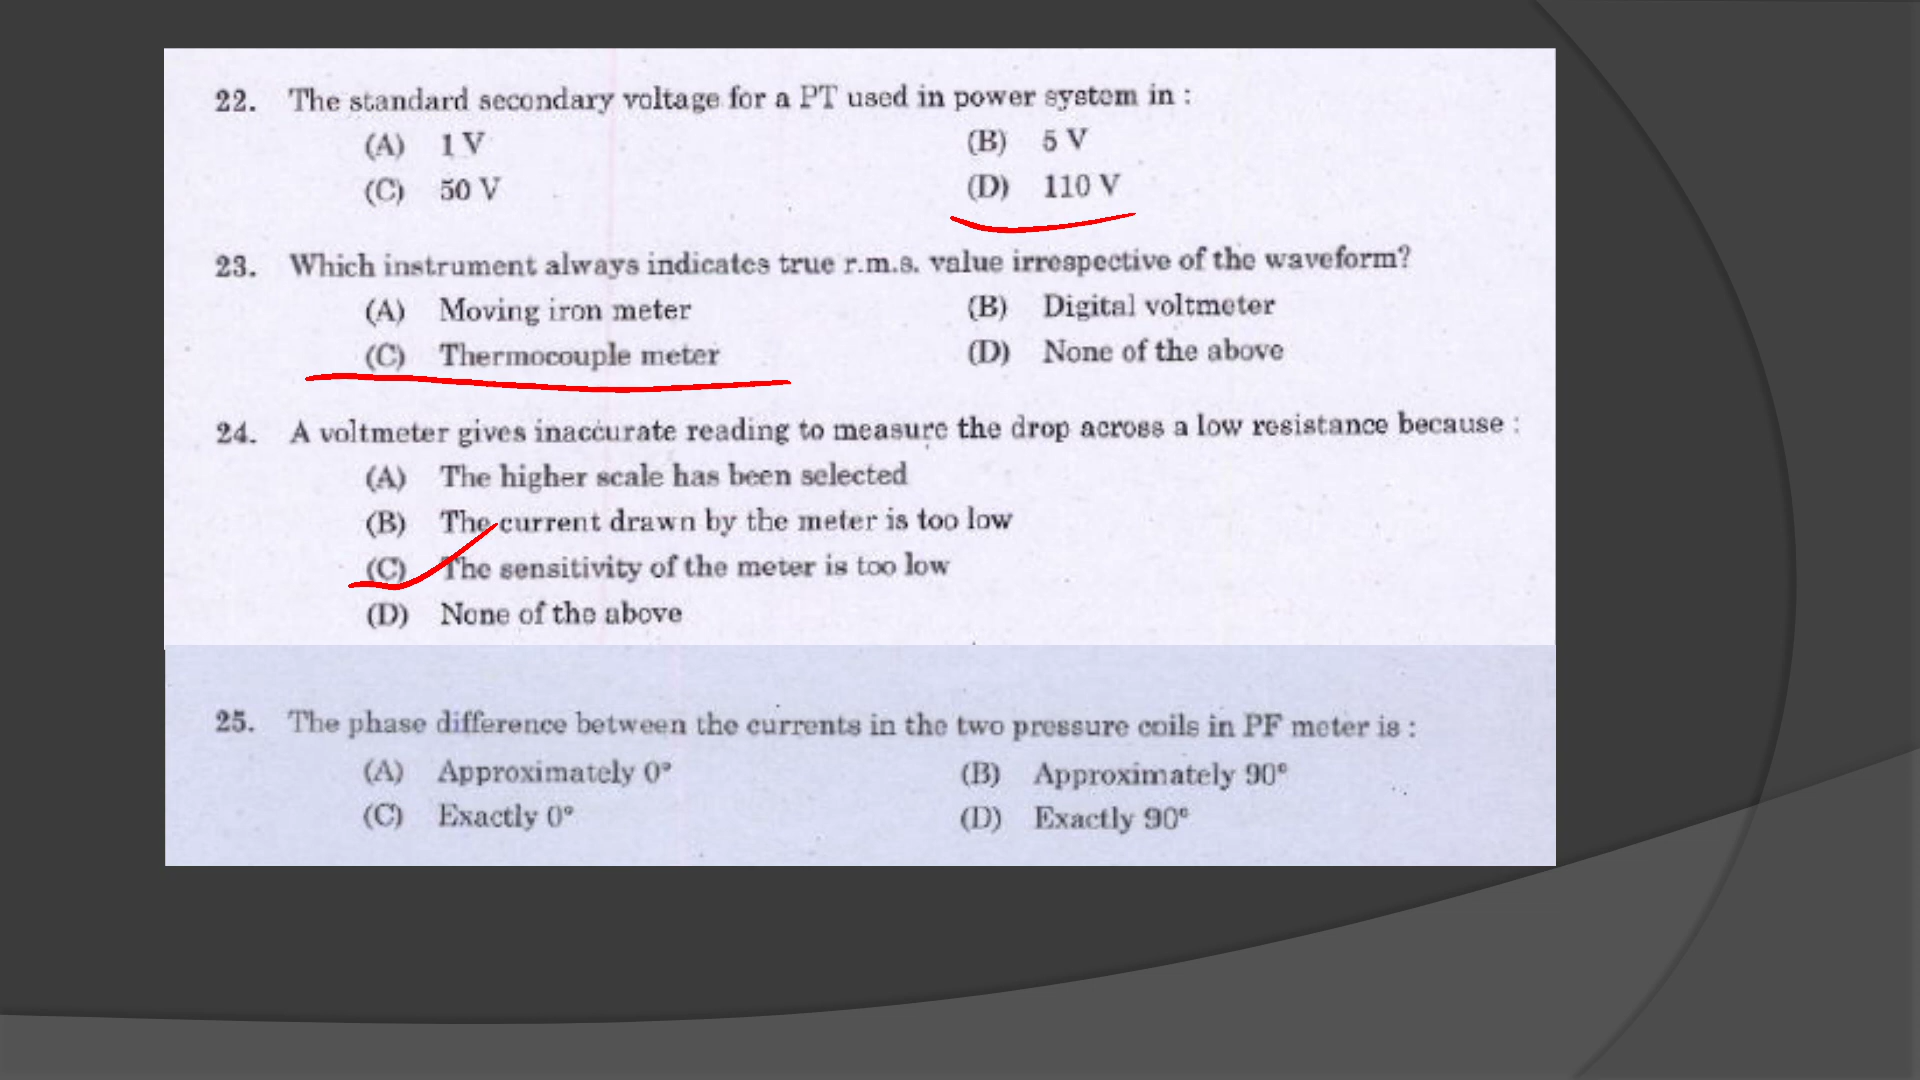 22. The standard secondary voltage for a PT used in power system in :
(A) 1 V (B) 5 V
(C) 50 V (D) 110 V
23. Which instrument always indicates true r.m.s. value irrespective of the waveform?
(A) Moving iron meter (B) Digital voltmeter
(C) Thermocouple meter (D) None of the above
24. A voltmeter gives inaccurate reading to measure the drop across a low resistance because :
(A) The higher scale has been selected
(B) The current drawn by the meter is too low
(C) The sensitivity of the meter is too low
(D) None of the above
25. The phase difference between the currents in the two pressure coils in PF meter is :
(A) Approximately 0° (B) Approximately 90°
(C) Exactly 0° (D) Exactly 90°